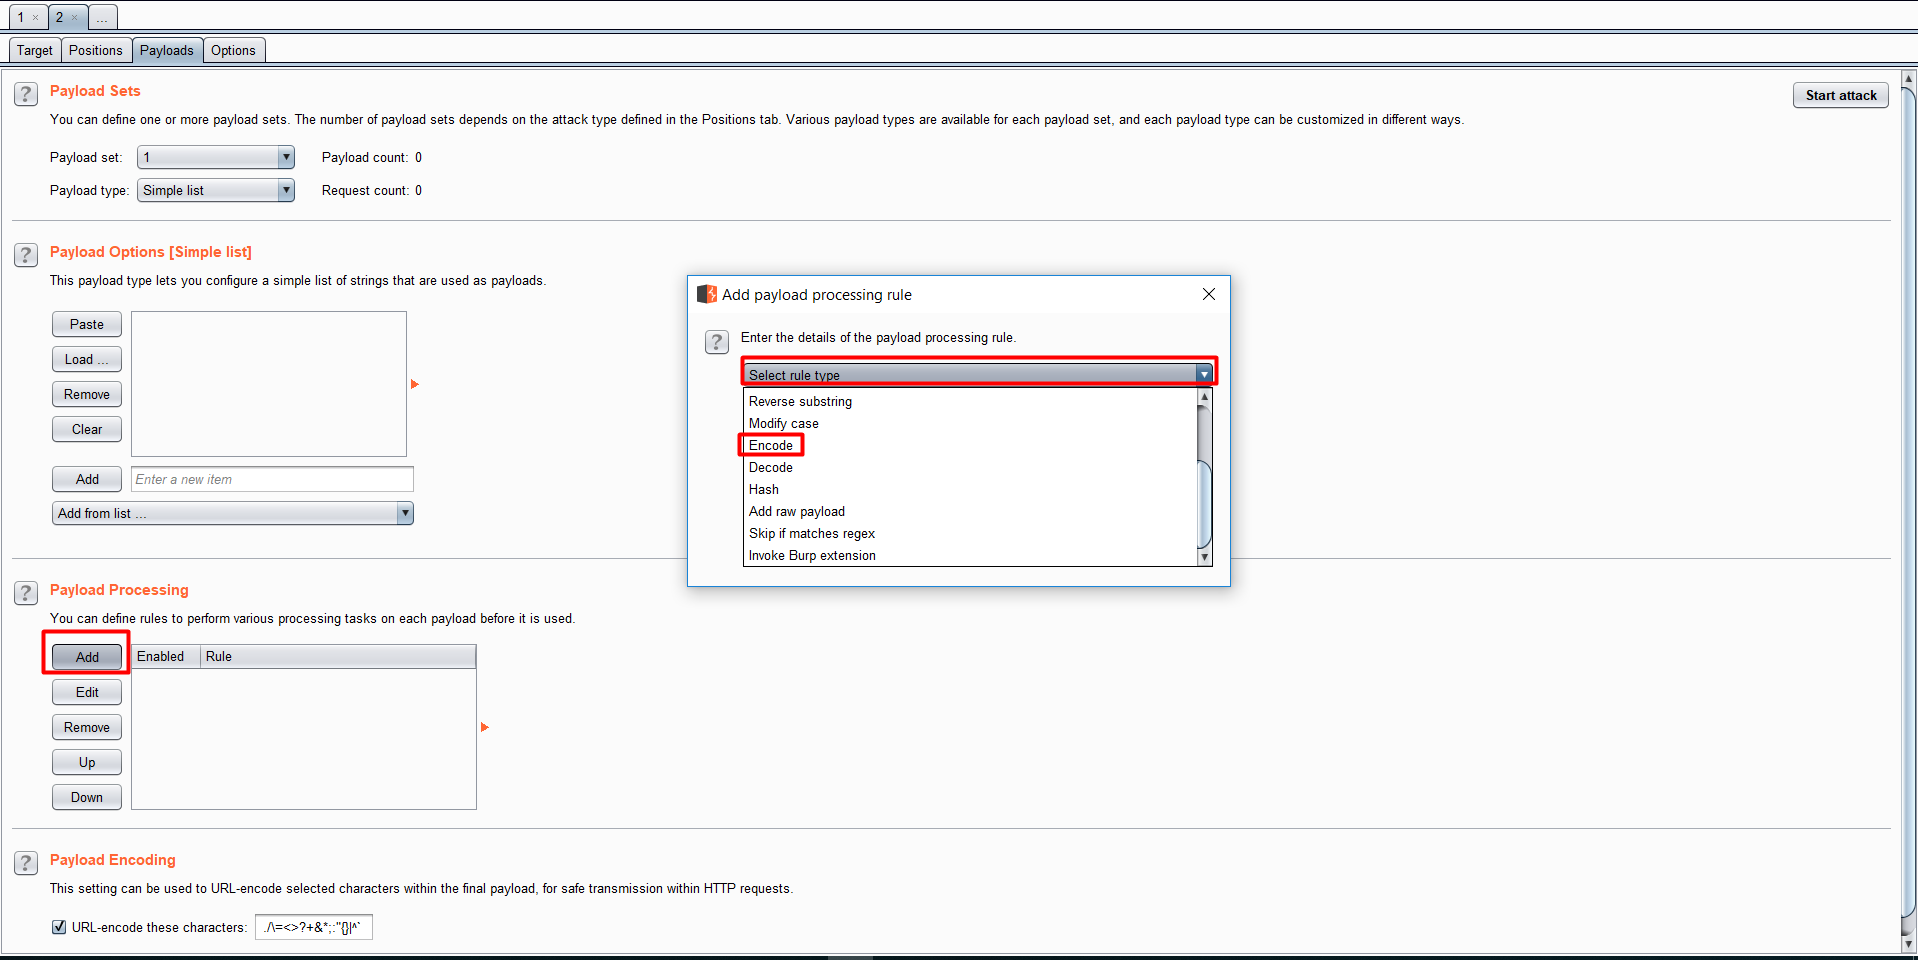 1 × 2 × ...
Target Positions Payloads Options
? Payload Sets
Start attack
You can define one or more payload sets. The number of payload sets depends on the attack type defined in the Positions tab. Various payload types are available for each payload set, and each payload type can be customized in different ways.
Payload set: 1 Payload count: 0
Payload type: Simple list Request count: 0
? Payload Options [Simple list]
This payload type lets you configure a simple list of strings that are used as payloads.
Paste
Load ...
Remove
Clear
Add Enter a new item
Add from list ...
Add payload processing rule
? Enter the details of the payload processing rule.
Select rule type
Reverse substring
Modify case
Encode
Decode
Hash
Add raw payload
Skip if matches regex
Invoke Burp extension
? Payload Processing
You can define rules to perform various processing tasks on each payload before it is used.
Add Enabled Rule
Edit
Remove
Up
Down
? Payload Encoding
This setting can be used to URL-encode selected characters within the final payload, for safe transmission within HTTP requests.
URL-encode these characters: ./\=<>?+&*;:"{}|^`